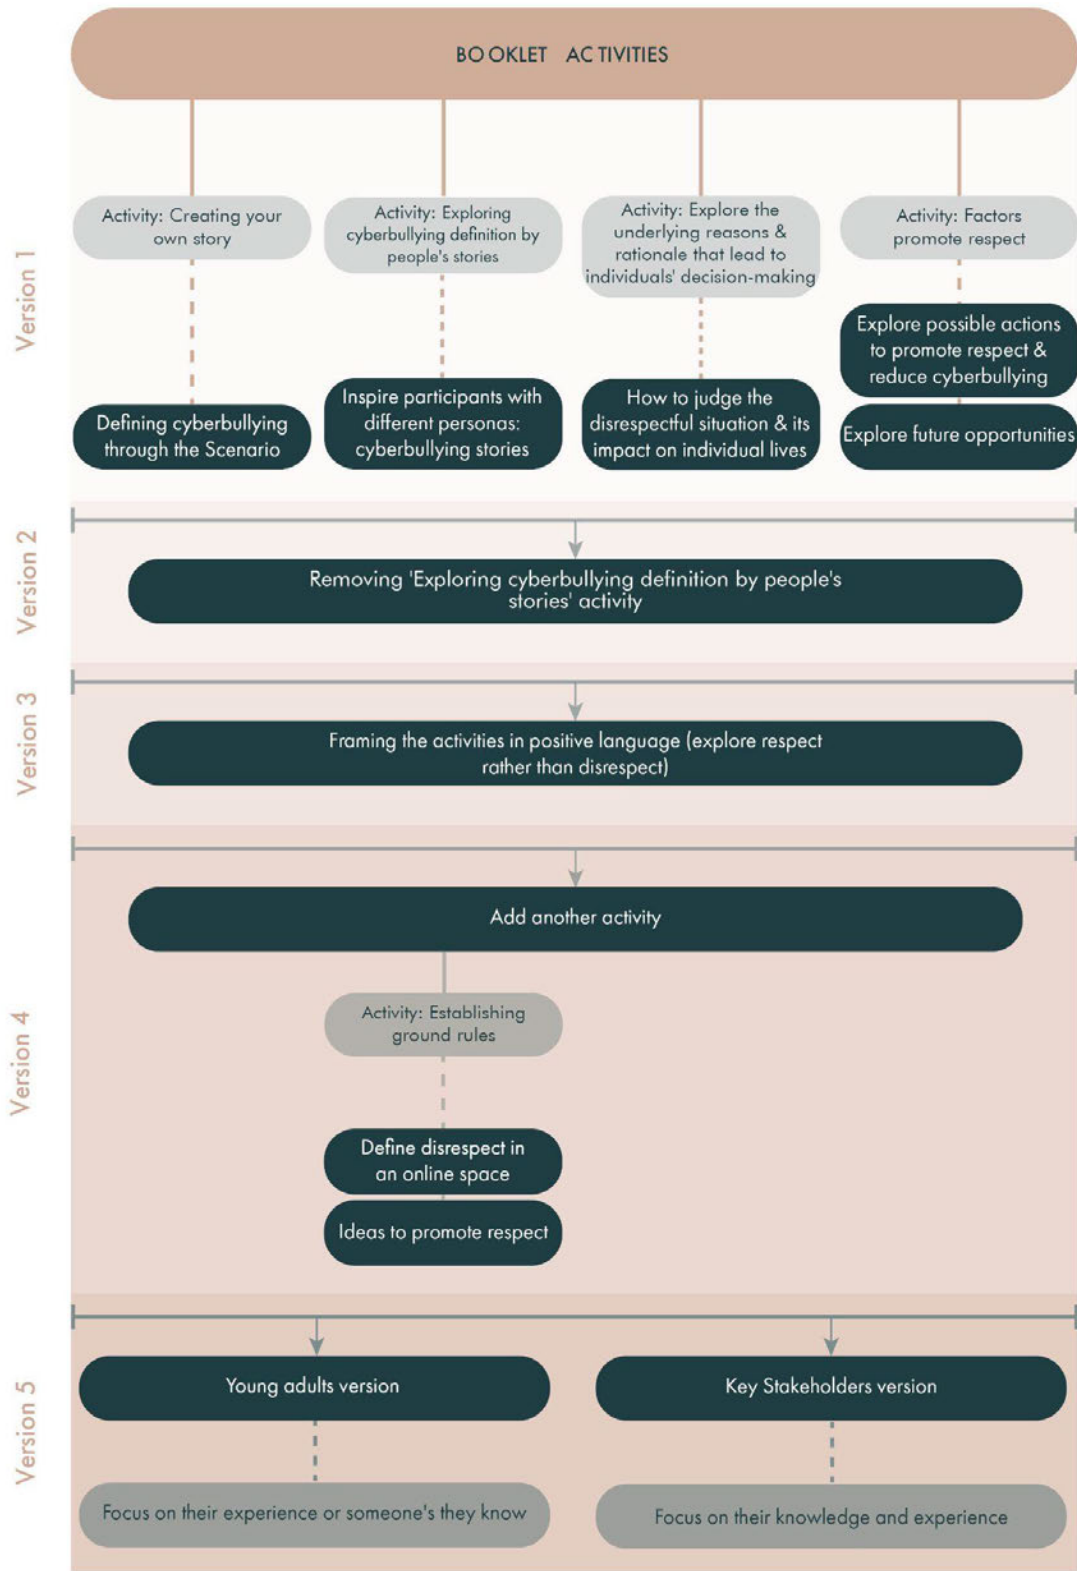 BOOKLET ACTIVITIES
Version 1
Activity: Creating your
own story
Activity: Exploring
cyberbullying definition by
people's stories
Activity: Explore the
underlying reasons &
rationale that lead to
individuals' decision-making
Activity: Factors
promote respect
Defining cyberbullying
through the Scenario
Inspire participants with
different personas:
cyberbullying stories
How to judge the
disrespectful situation & its
impact on individual lives
Explore possible actions
to promote respect &
reduce cyberbullying
Explore future opportunities
Version 2
Removing 'Exploring cyberbullying definition by people's
stories' activity
Version 3
Framing the activities in positive language (explore respect
rather than disrespect)
Version 4
Add another activity
Activity: Establishing
ground rules
Define disrespect in
an online space
Ideas to promote respect
Version 5
Young adults version
Focus on their experience or someone's they know
Key Stakeholders version
Focus on their knowledge and experience